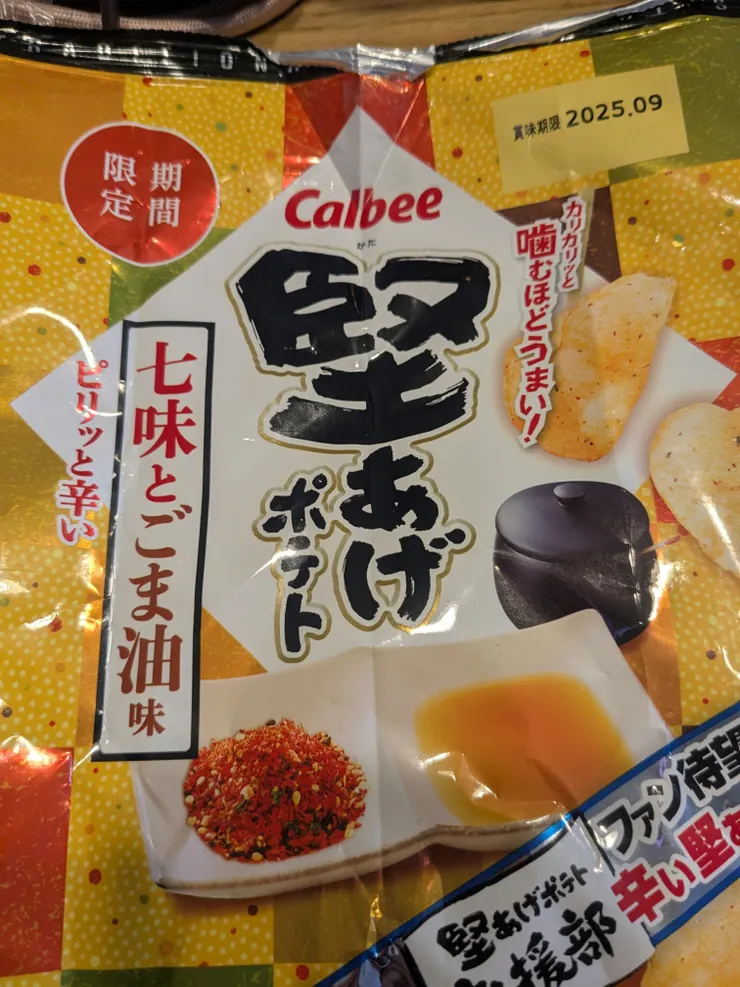 賞味期限 2025.09
期間
限定
Calbee
かた
堅あげ
ポテト
カリカリッと
噛むほどうまい!
七味とごま油味
ピリッと辛い
ファン待望
辛い堅あ
堅あげポテト
援部